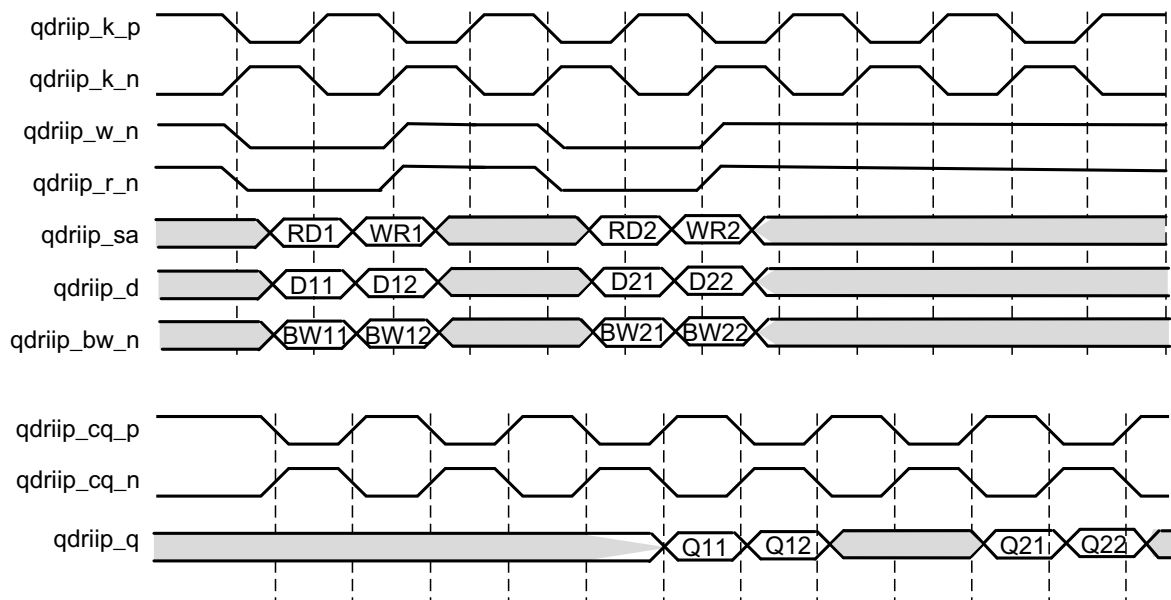 qdriip_k_p
qdriip_k_n
qdriip_w_n
qdriip_r_n
qdriip_sa RD1 WR1 RD2 WR2
qdriip_d D11 D12 D21 D22
qdriip_bw_n BW11 BW12 BW21 BW22
qdriip_cq_p
qdriip_cq_n
qdriip_q Q11 Q12 Q21 Q22